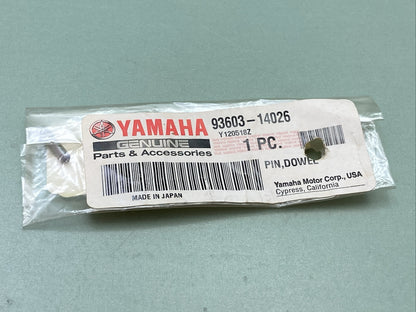 YAMAHA 93603-14026
GENUINE Y120518Z
Parts & Accessories 1 PC.
PIN,DOWEL
MADE IN JAPAN
Yamaha Motor Corp., USA
Cypress, California